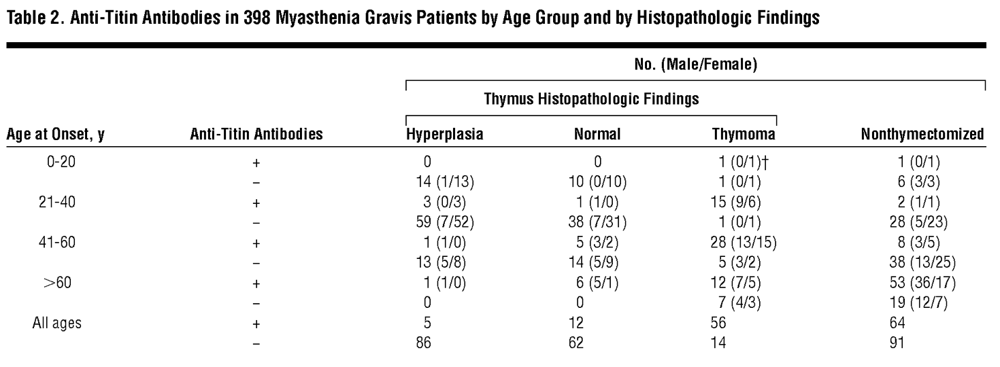 Table 2. Anti-Titin Antibodies in 398 Myasthenia Gravis Patients by Age Group and by Histopathologic Findings
No. (Male/Female)
Thymus Histopathologic Findings
Age at Onset, y Anti-Titin Antibodies Hyperplasia Normal Thymoma Nonthymectomized
0-20 + 0 0 1 (0/1)† 1 (0/1)
– 14 (1/13) 10 (0/10) 1 (0/1) 6 (3/3)
21-40 + 3 (0/3) 1 (1/0) 15 (9/6) 2 (1/1)
– 59 (7/52) 38 (7/31) 1 (0/1) 28 (5/23)
41-60 + 1 (1/0) 5 (3/2) 28 (13/15) 8 (3/5)
– 13 (5/8) 14 (5/9) 5 (3/2) 38 (13/25)
>60 + 1 (1/0) 6 (5/1) 12 (7/5) 53 (36/17)
– 0 0 7 (4/3) 19 (12/7)
All ages + 5 12 56 64
– 86 62 14 91